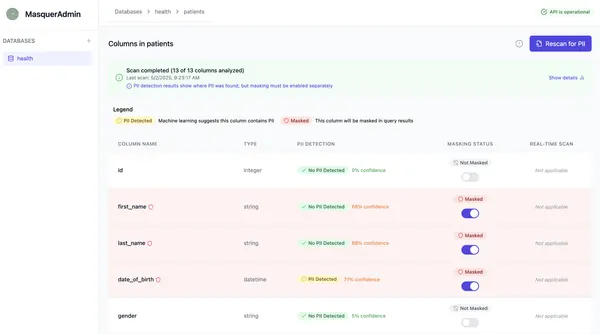 MasquerAdmin
Databases > health > patients
API is operational
DATABASES +
health
Columns in patients
Rescan for PII
Scan completed (13 of 13 columns analyzed)
Last scan: 5/2/2025, 9:23:17 AM
PII detection results show where PII was found, but masking must be enabled separately
Show details
Legend
PII Detected Machine learning suggests this column contains PII Masked This column will be masked in query results
COLUMN NAME TYPE PII DETECTION MASKING STATUS REAL-TIME SCAN
id integer No PII Detected 0% confidence Not Masked Not applicable
first_name string No PII Detected 68% confidence Masked Not applicable
last_name string No PII Detected 68% confidence Masked Not applicable
date_of_birth datetime PII Detected 71% confidence Masked Not applicable
gender string No PII Detected 5% confidence Not Masked Not applicable